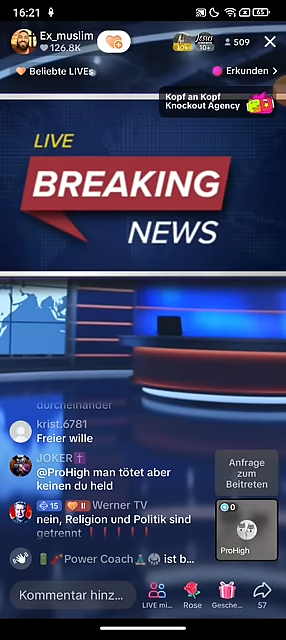 16:21
65
Ex_muslim
126.8K
10+
Jesus
10+
509
Beliebte LIVEs
Erkunden
Kopf an Kopf
Knockout Agency
LIVE
BREAKING
NEWS
durcheinander
krist.6781
Freier wille
JOKER
@ProHigh man tötet aber
keinen du held
15 II Werner TV
nein, Religion und Politik sind
getrennt ❗❗❗❗❗
Power Coach ist b...
Anfrage
zum
Beitreten
0
ProHigh
Kommentar hinz...
LIVE mi...
Rose
Gesche...
57